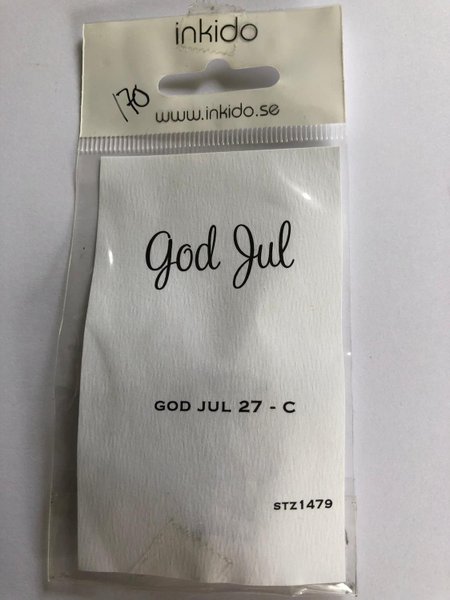 inkido
170
www.inkido.se
God Jul
GOD JUL 27 - C
STZ1479